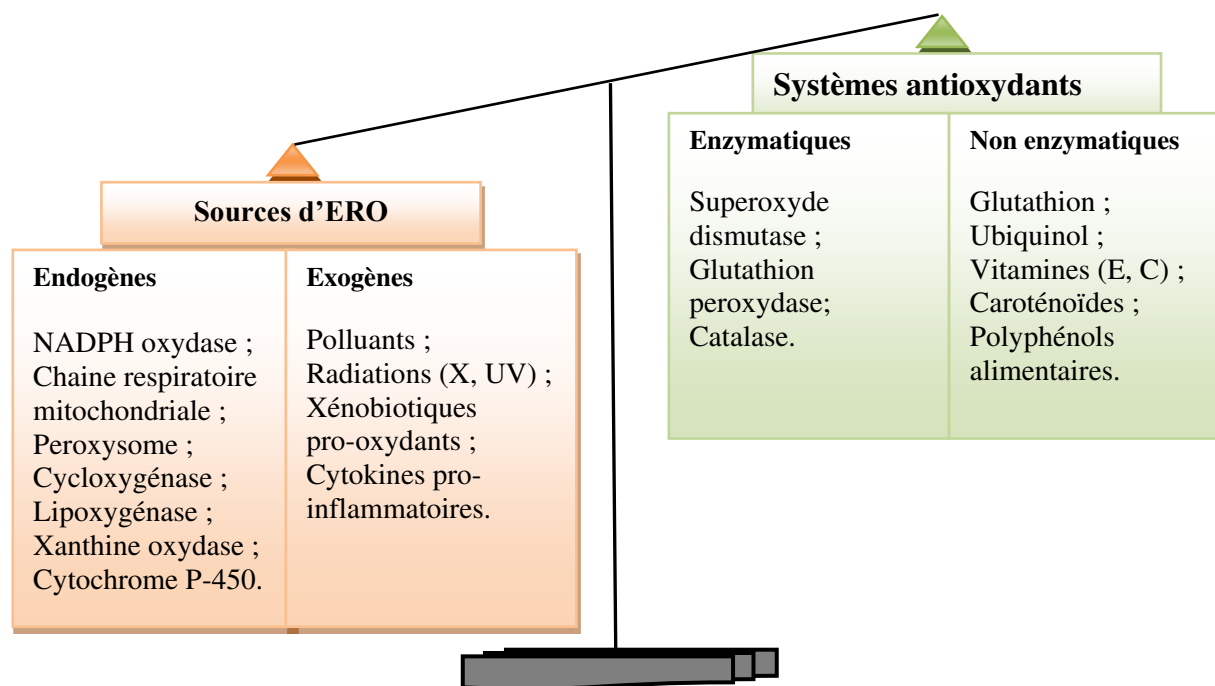 Sources d’ERO
Endogènes
NADPH oxydase ;
Chaine respiratoire
mitochondriale ;
Peroxysome ;
Cycloxygénase ;
Lipoxygénase ;
Xanthine oxydase ;
Cytochrome P-450.
Exogènes
Polluants ;
Radiations (X, UV) ;
Xénobiotiques
pro-oxydants ;
Cytokines pro-
inflammatoires.
Systèmes antioxydants
Enzymatiques
Superoxyde
dismutase ;
Glutathion
peroxydase;
Catalase.
Non enzymatiques
Glutathion ;
Ubiquinol ;
Vitamines (E, C) ;
Caroténoïdes ;
Polyphénols
alimentaires.